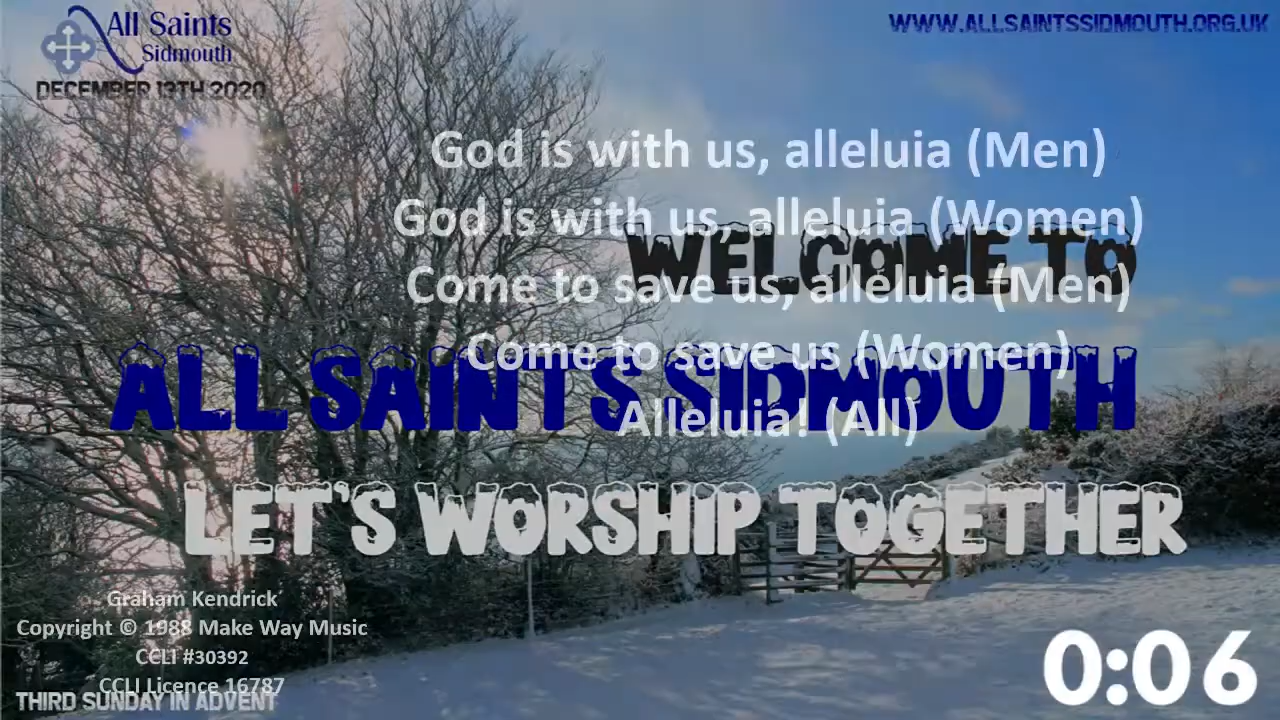 All Saints
Sidmouth
DECEMBER 13TH 2020
WWW.ALLSAINTSSIDMOUTH.ORG.UK
God is with us, alleluia (Men)
God is with us, alleluia (Women)
WELCOME TO
Come to save us, alleluia (Men)
Come to save us (Women)
ALL SAINTS SIDMOUTH
Alleluia! (All)
LET'S WORSHIP TOGETHER
Graham Kendrick
Copyright © 1988 Make Way Music
CCLI #30392
CCLI Licence 16787
THIRD SUNDAY IN ADVENT
0:06